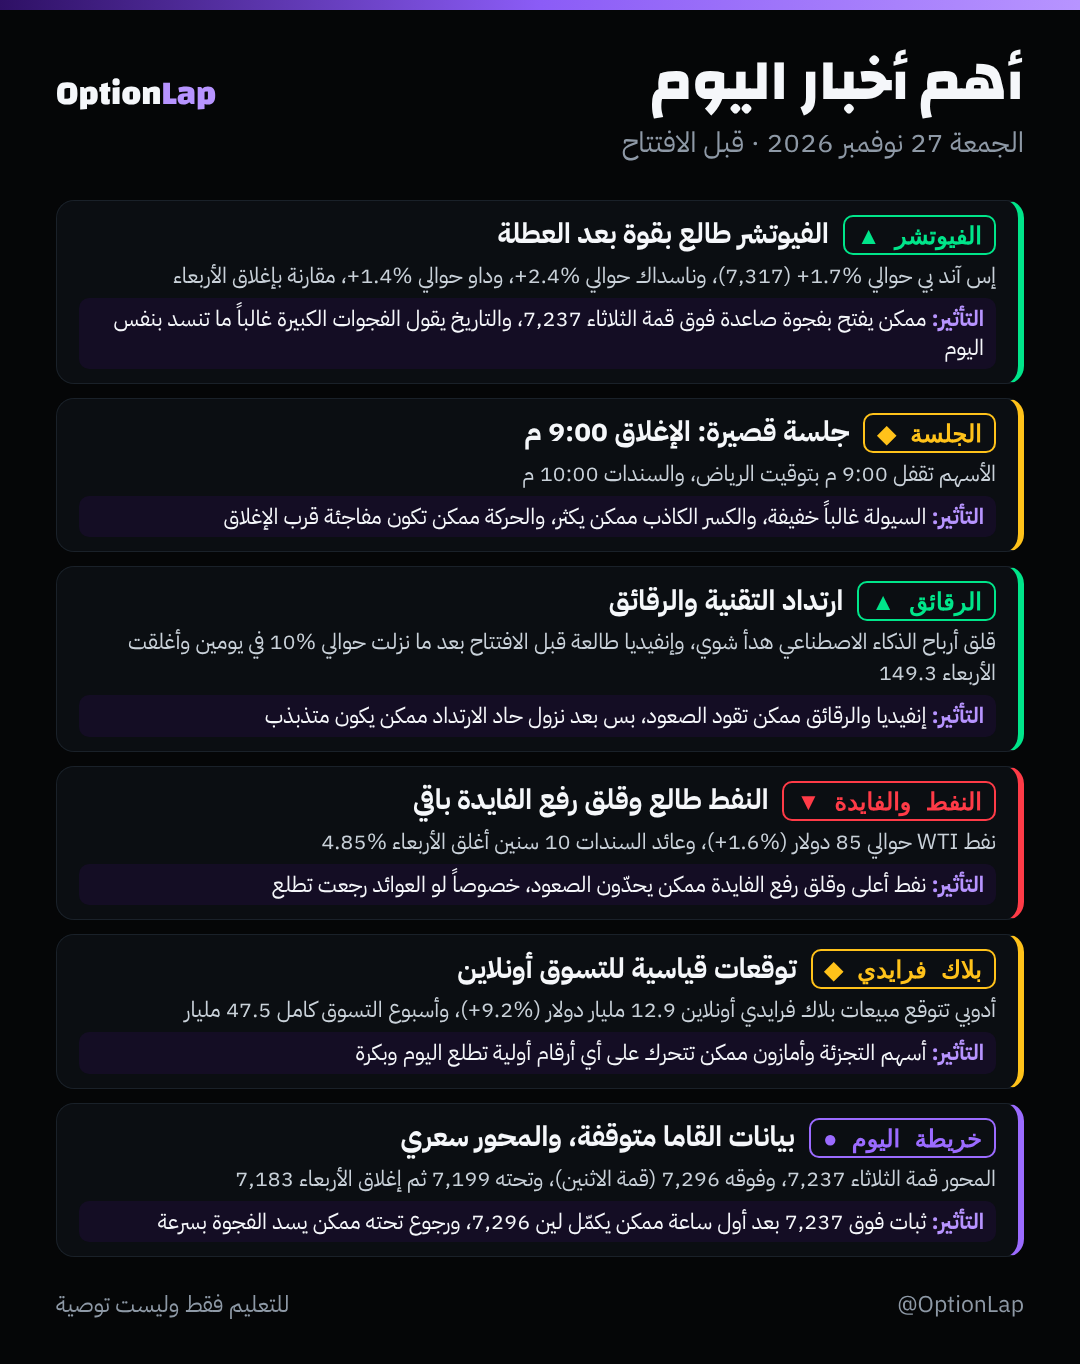 أهم أخبار اليوم
OptionLap
الجمعة 27 نوفمبر 2026 · قبل الافتتاح
الفيوتشر ▲ الفيوتشر طالع بقوة بعد العطلة
إس آند بي حوالي 1.7%+ (7,317)، وناسداك حوالي 2.4%+، وداو حوالي 1.4%+، مقارنة بإغلاق الأربعاء
التأثير: ممكن يفتح بفجوة صاعدة فوق قمة الثلاثاء 7,237، والتاريخ يقول الفجوات الكبيرة غالباً ما تنسد بنفس
اليوم
الجلسة ◆ جلسة قصيرة: الإغلاق 9:00 م
الأسهم تقفل 9:00 م بتوقيت الرياض، والسندات 10:00 م
التأثير: السيولة غالباً خفيفة، والكسر الكاذب ممكن يكثر، والحركة ممكن تكون مفاجئة قرب الإغلاق
الرقائق ▲ ارتداد التقنية والرقائق
قلق أرباح الذكاء الاصطناعي هدأ شوي، وإنفيديا طالعة قبل الافتتاح بعد ما نزلت حوالي 10% في يومين وأغلقت
الأربعاء 149.3
التأثير: إنفيديا والرقائق ممكن تقود الصعود، بس بعد نزول حاد الارتداد ممكن يكون متذبذب
النفط والفايدة ▼ النفط طالع وقلق رفع الفايدة باقي
نفط WTI حوالي 85 دولار (1.6%+)، وعائد السندات 10 سنين أغلق الأربعاء 4.85%
التأثير: نفط أعلى وقلق رفع الفايدة ممكن يحدّون الصعود، خصوصاً لو العوائد رجعت تطلع
بلاك فرايدي ◆ توقعات قياسية للتسوق أونلاين
أدوبي تتوقع مبيعات بلاك فرايدي أونلاين 12.9 مليار دولار (9.2%+)، وأسبوع التسوق كامل 47.5 مليار
التأثير: أسهم التجزئة وأمازون ممكن تتحرك على أي أرقام أولية تطلع اليوم وبكرة
خريطة اليوم ● بيانات القاما متوقفة، والمحور سعري
المحور قمة الثلاثاء 7,237، وفوقه 7,296 (قمة الاثنين)، وتحته 7,199 ثم إغلاق الأربعاء 7,183
التأثير: ثبات فوق 7,237 بعد أول ساعة ممكن يكمّل لين 7,296، ورجوع تحته ممكن يسد الفجوة بسرعة
@OptionLap
للتعليم فقط وليست توصية